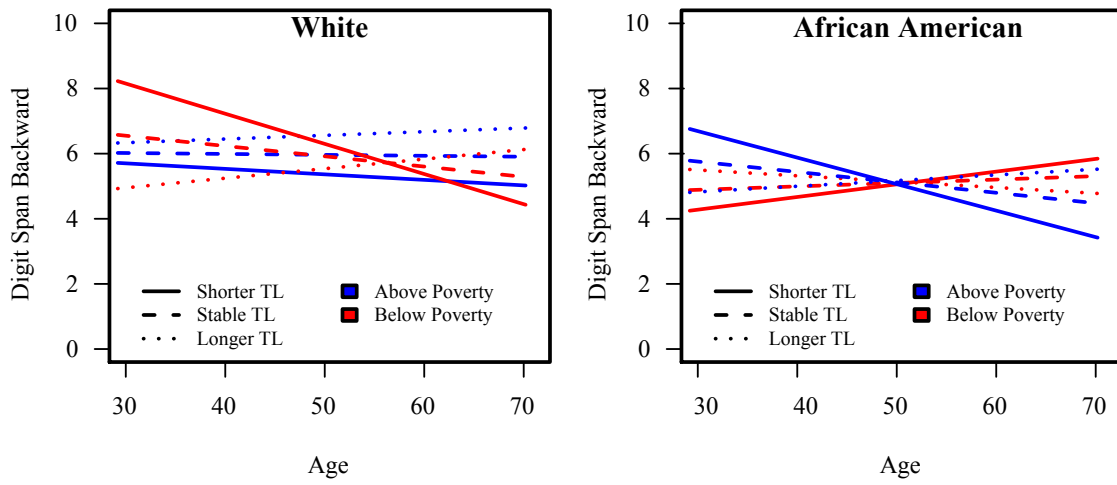 White
Digit Span Backward
10
8
6
4
2
0
Shorter TL
Stable TL
Longer TL
Above Poverty
Below Poverty
30 40 50 60 70
Age
African American
Digit Span Backward
10
8
6
4
2
0
Shorter TL
Stable TL
Longer TL
Above Poverty
Below Poverty
30 40 50 60 70
Age